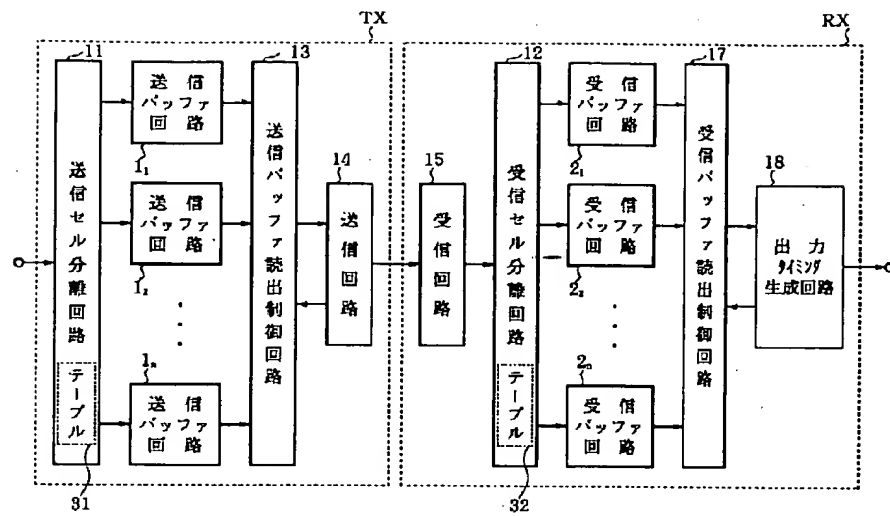 TX
RX
11
13
12
17
送信
バッファ
回路
1₁
送信
バッファ
回路
1₂
1ₙ
送信
バッファ
回路
送信セル分離回路
テーブル
31
送信バッファ読出制御回路
14
送信回路
15
受信回路
受信セル分離回路
テーブル
32
受信
バッファ
回路
2₁
受信
バッファ
回路
2₂
2ₙ
受信
バッファ
回路
受信バッファ読出制御回路
18
出力
タイミング
生成回路